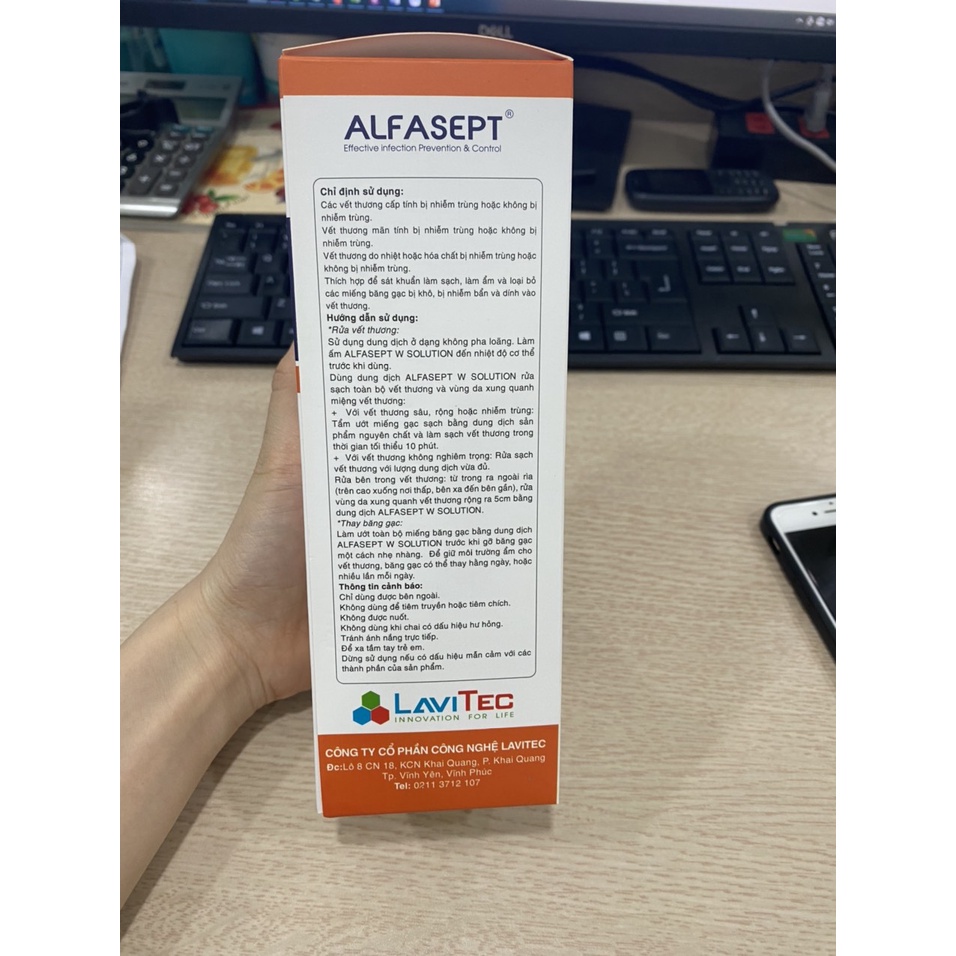 DELL
ALFASEPT®
Effective infection Prevention & Control
Chỉ định sử dụng:
Các vết thương cấp tính bị nhiễm trùng hoặc không bị
nhiễm trùng.
Vết thương mãn tính bị nhiễm trùng hoặc không bị
nhiễm trùng.
Vết thương do nhiệt hoặc hóa chất bị nhiễm trùng hoặc
không bị nhiễm trùng.
Thích hợp để sát khuẩn làm sạch, làm ẩm và loại bỏ
các miếng băng gạc bị khô, bị nhiễm bẩn và dính vào
vết thương.
Hướng dẫn sử dụng:
*Rửa vết thương:
Sử dụng dung dịch ở dạng không pha loãng. Làm
ấm ALFASEPT W SOLUTION đến nhiệt độ cơ thể
trước khi dùng.
Dùng dung dịch ALFASEPT W SOLUTION rửa
sạch toàn bộ vết thương và vùng da xung quanh
miệng vết thương:
+ Với vết thương sâu, rộng hoặc nhiễm trùng:
Tẩm ướt miếng gạc sạch bằng dung dịch sản
phẩm nguyên chất và làm sạch vết thương trong
thời gian tối thiểu 10 phút.
+ Với vết thương không nghiêm trọng: Rửa sạch
vết thương với lượng dung dịch vừa đủ.
Rửa bên trong vết thương: từ trong ra ngoài rìa
(trên cao xuống nơi thấp, bên xa đến bên gần), rửa
vùng da xung quanh vết thương rộng ra 5cm bằng
dung dịch ALFASEPT W SOLUTION.
*Thay băng gạc:
Làm ướt toàn bộ miếng băng gạc bằng dung dịch
ALFASEPT W SOLUTION trước khi gỡ băng gạc
một cách nhẹ nhàng. Để giữ môi trường ẩm cho
vết thương, băng gạc có thể thay hằng ngày, hoặc
nhiều lần mỗi ngày.
Thông tin cảnh báo:
Chỉ dùng được bên ngoài.
Không dùng để tiêm truyền hoặc tiêm chích.
Không được nuốt.
Không dùng khi chai có dấu hiệu hư hỏng.
Tránh ánh nắng trực tiếp.
Để xa tầm tay trẻ em.
Dừng sử dụng nếu có dấu hiệu mẫn cảm với các
thành phần của sản phẩm.
LAVITEC
INNOVATION FOR LIFE
CÔNG TY CỔ PHẦN CÔNG NGHỆ LAVITEC
Đc:Lô 8 CN 18, KCN Khai Quang, P. Khai Quang
Tp. Vĩnh Yên, Vĩnh Phúc
Tel: 0211 3712 107